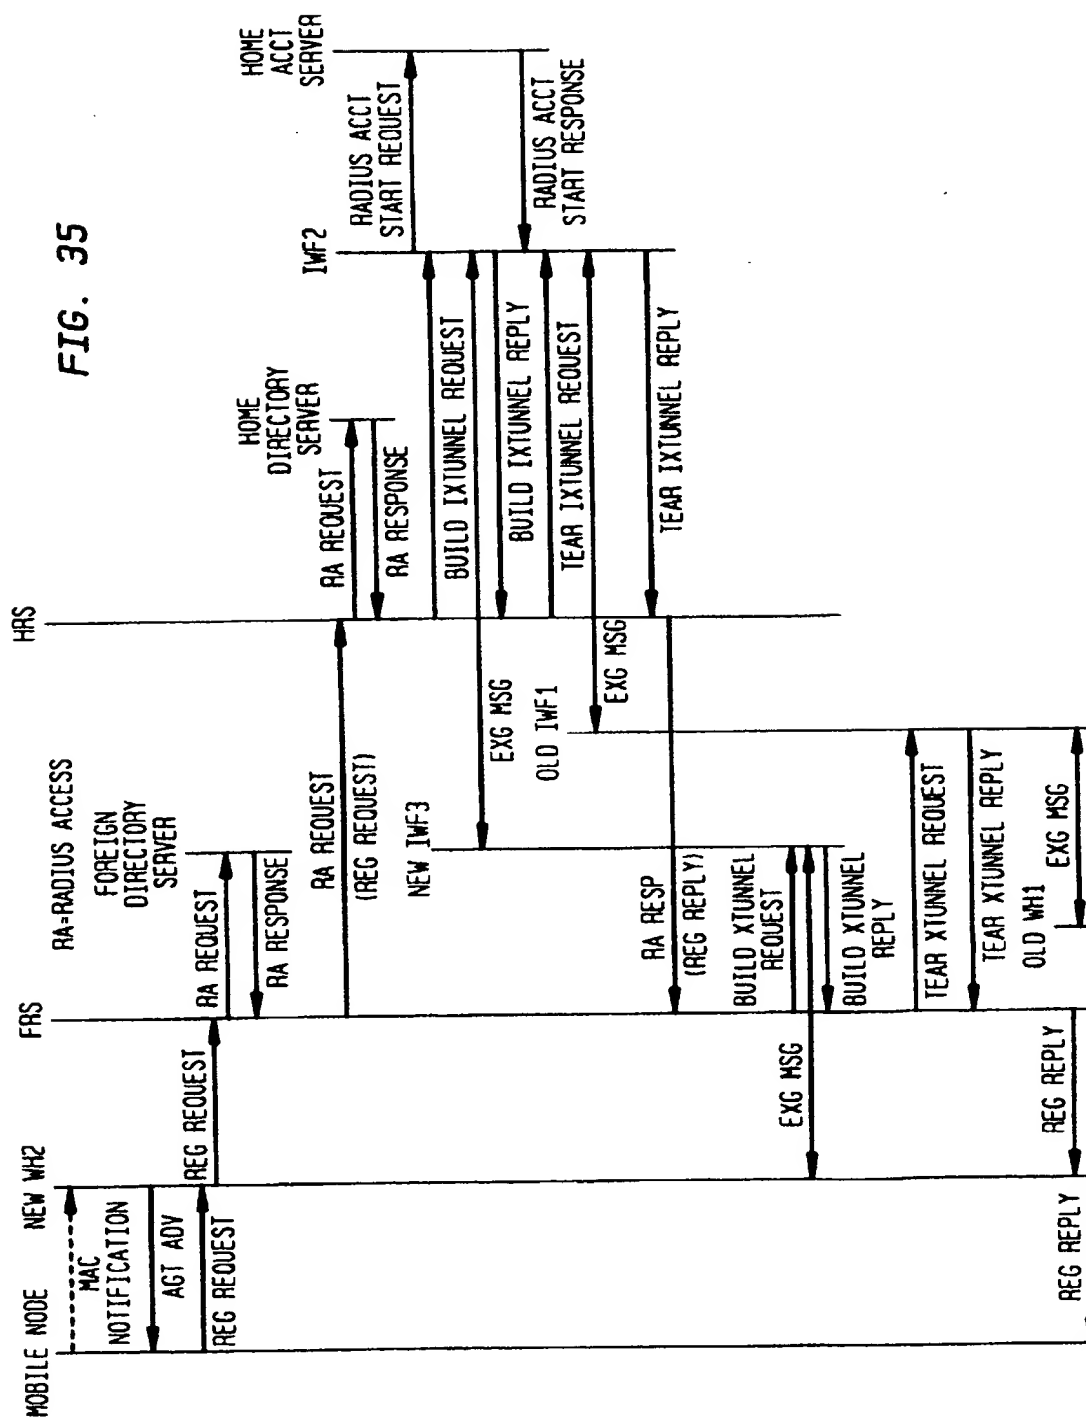 FIG. 35
RA=RADIUS ACCESS
MOBILE NODE
NEW WH2
FRS
FOREIGN
DIRECTORY
SERVER
HRS
HOME
DIRECTORY
SERVER
IWF2
HOME
ACCT
SERVER
MAC
NOTIFICATION
AGT ADV
REG REQUEST
REG REQUEST
RA REQUEST
RA RESPONSE
RA REQUEST
(REG REQUEST)
RA REQUEST
RA RESPONSE
RADIUS ACCT
START REQUEST
BUILD IXTUNNEL REQUEST
NEW IWF3
EXG MSG
BUILD IXTUNNEL REPLY
RADIUS ACCT
START RESPONSE
OLD IWF1
TEAR IXTUNNEL REQUEST
EXG MSG
TEAR IXTUNNEL REPLY
RA RESP
(REG REPLY)
BUILD XTUNNEL
REQUEST
EXG MSG
BUILD XTUNNEL
REPLY
TEAR XTUNNEL REQUEST
TEAR XTUNNEL REPLY
OLD WH1
EXG MSG
REG REPLY
REG REPLY